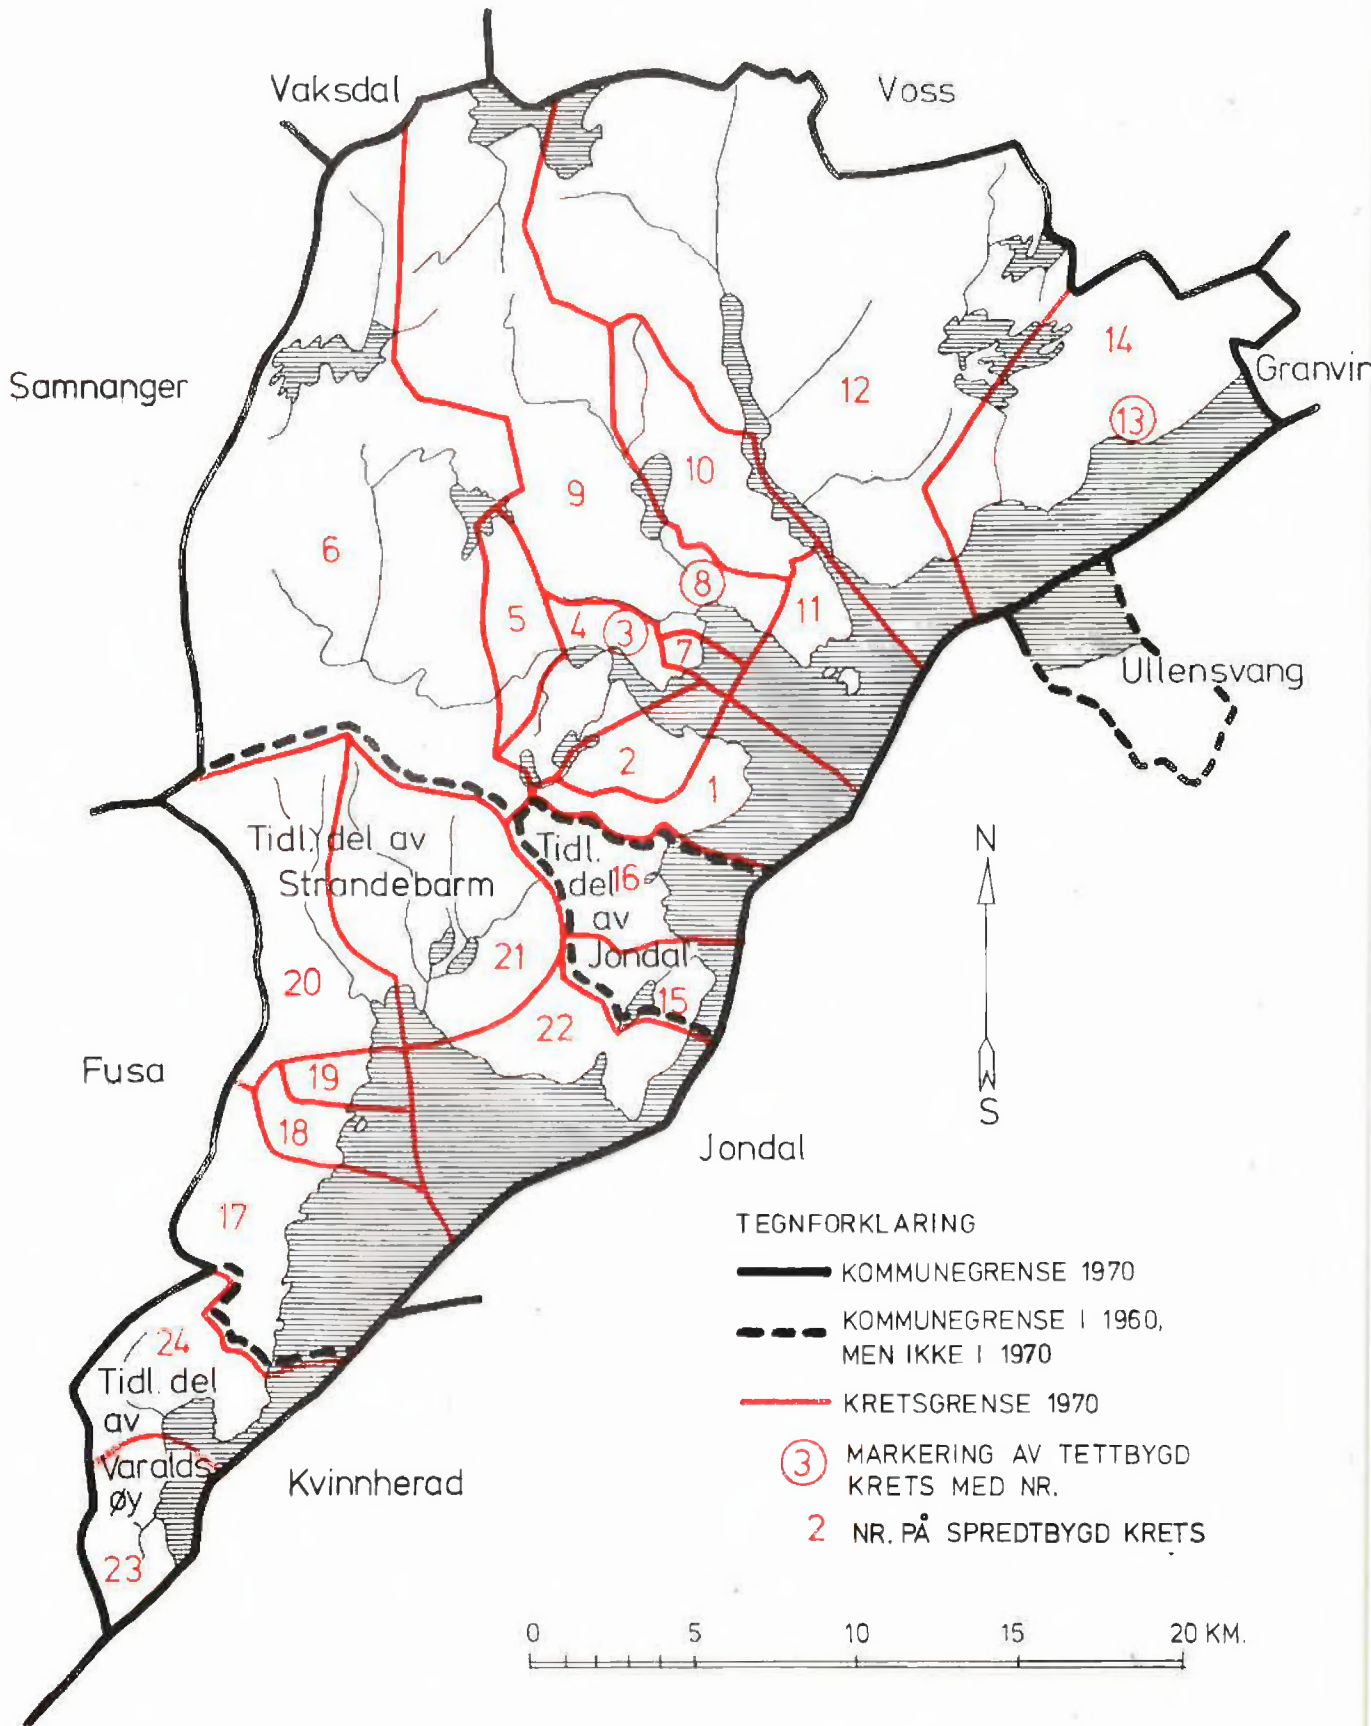 Vaksdal
Voss
Samnanger
Granvin
14
13
12
10
9
6
8
11
5
4
3
7
Ullensvang
2
1
Tidl. del av
Strandebarm
Tidl.
del
av
Jondal
16
21
20
15
22
Fusa
19
18
Jondal
17
24
Tidl. del
av
Varalds
øy
23
Kvinnherad
N
S
TEGNFORKLARING
KOMMUNEGRENSE 1970
KOMMUNEGRENSE I 1960,
MEN IKKE I 1970
KRETSGRENSE 1970
3 MARKERING AV TETTBYGD
KRETS MED NR.
2 NR. PÅ SPREDTBYGD KRETS
0 5 10 15 20 KM.